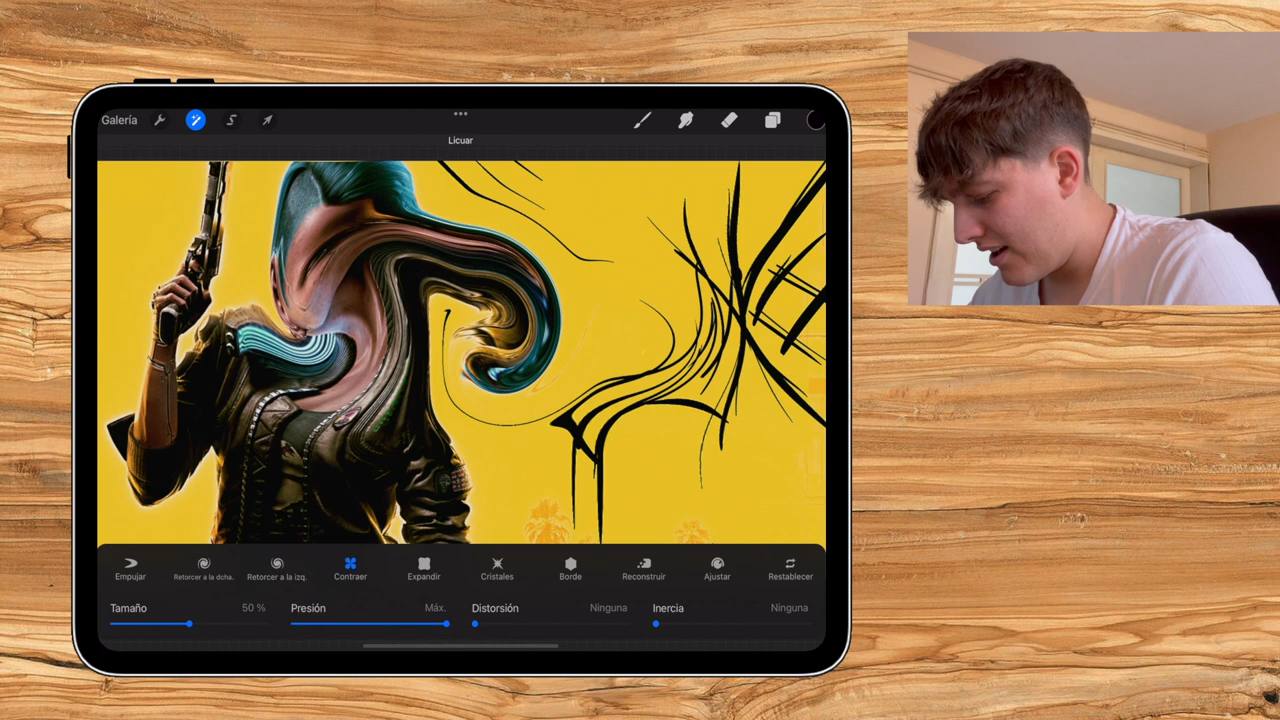 Galería
Licuar
Empujar
Retorcer a la dcha.
Retorcer a la izq.
Contraer
Expandir
Cristales
Borde
Reconstruir
Ajustar
Restablecer
Tamaño 50 %
Presión Máx.
Distorsión Ninguna
Inercia Ninguna